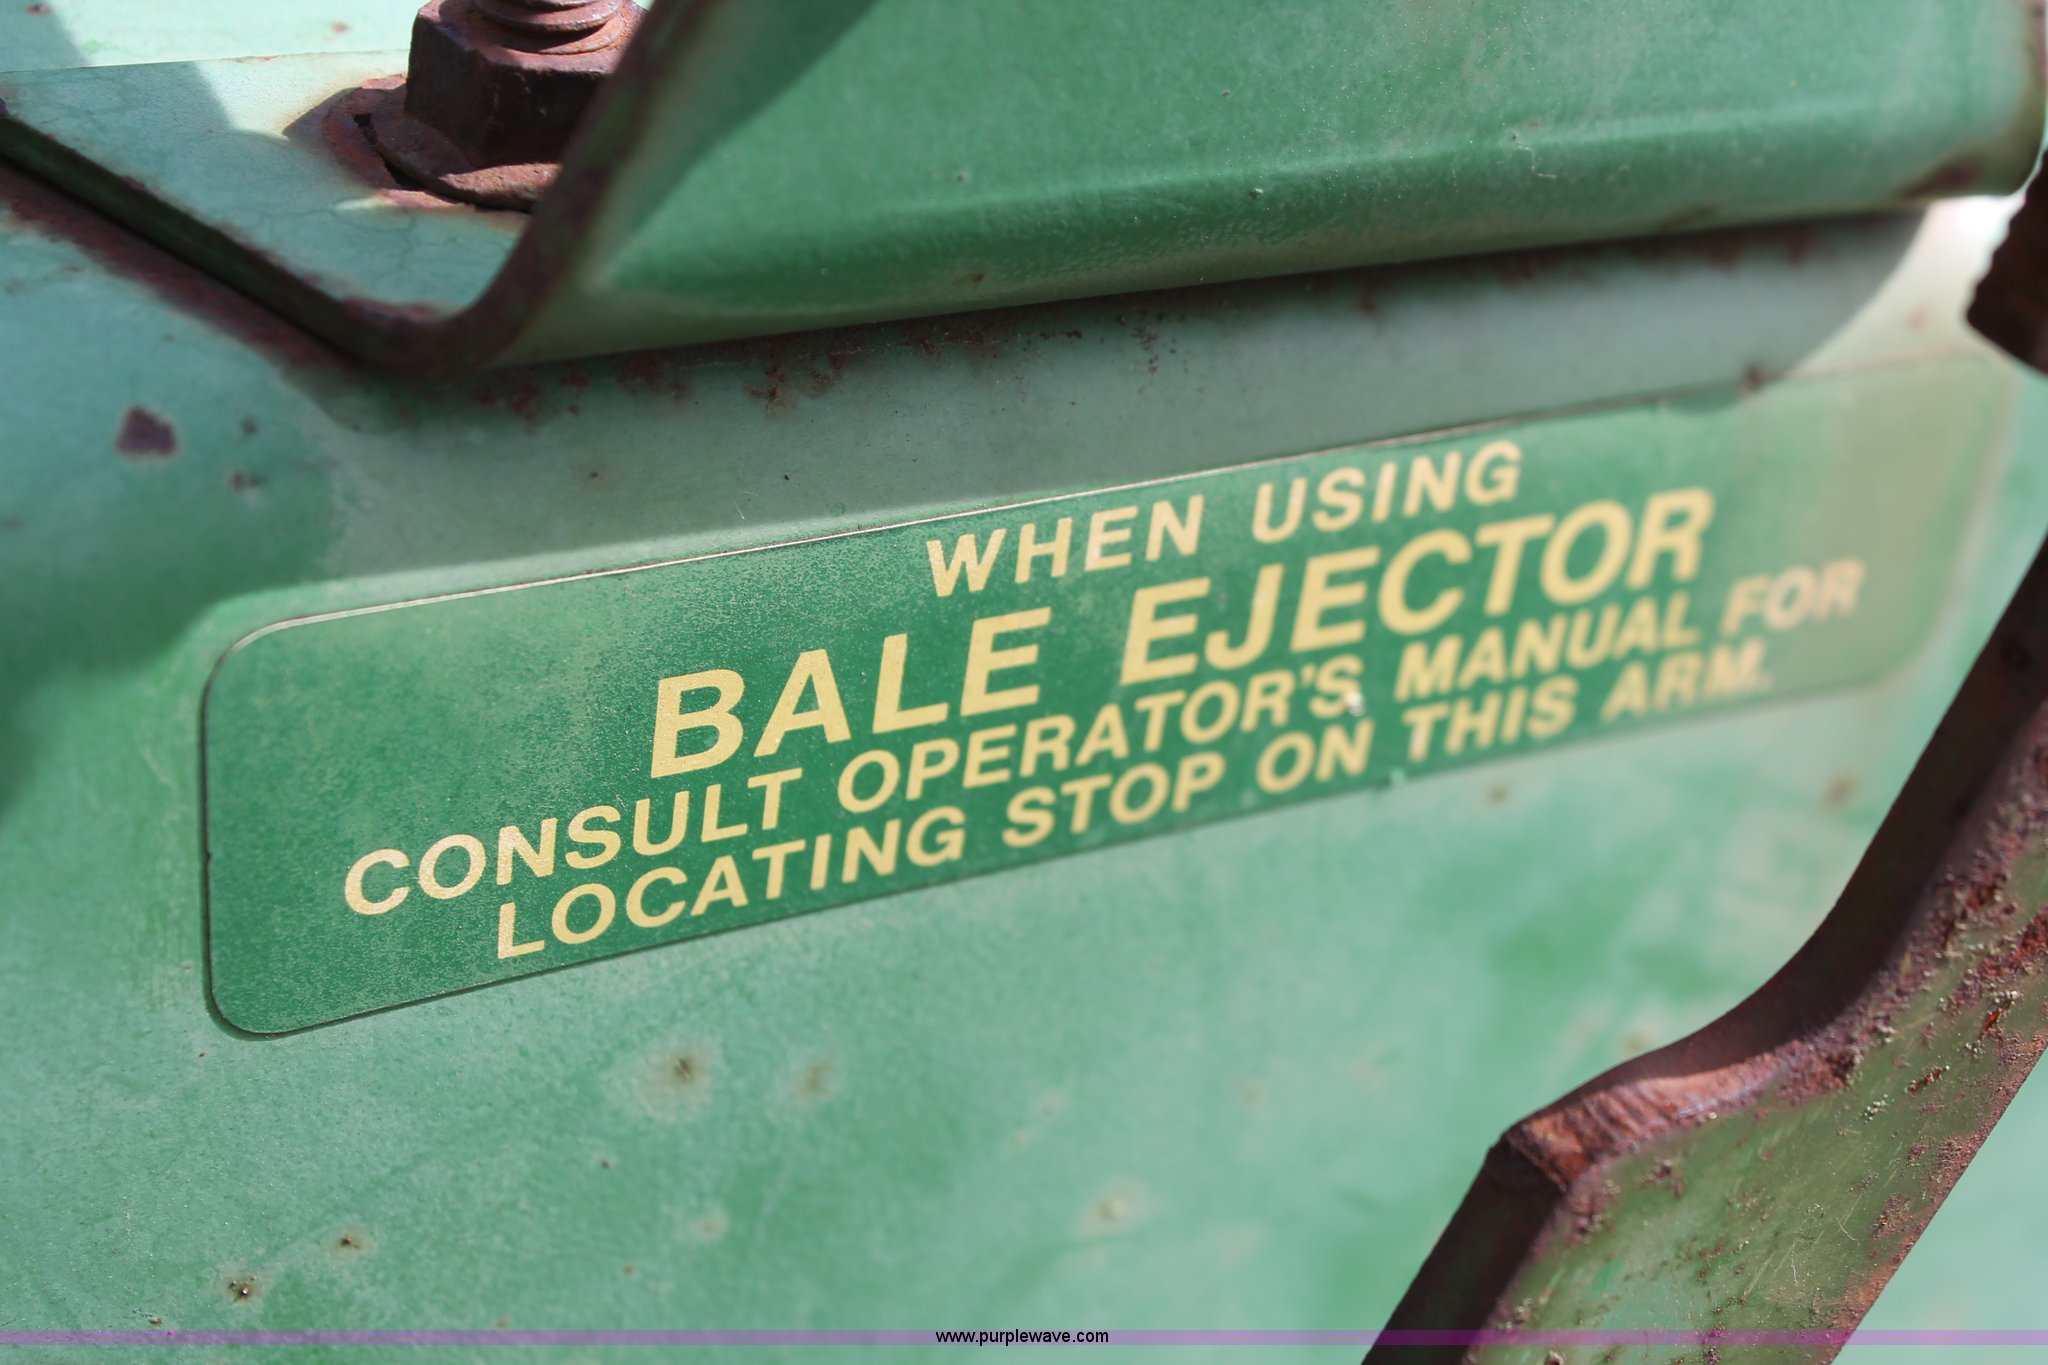 WHEN USING
BALE EJECTOR
CONSULT OPERATOR'S MANUAL FOR
LOCATING STOP ON THIS ARM.
www.purplewave.com